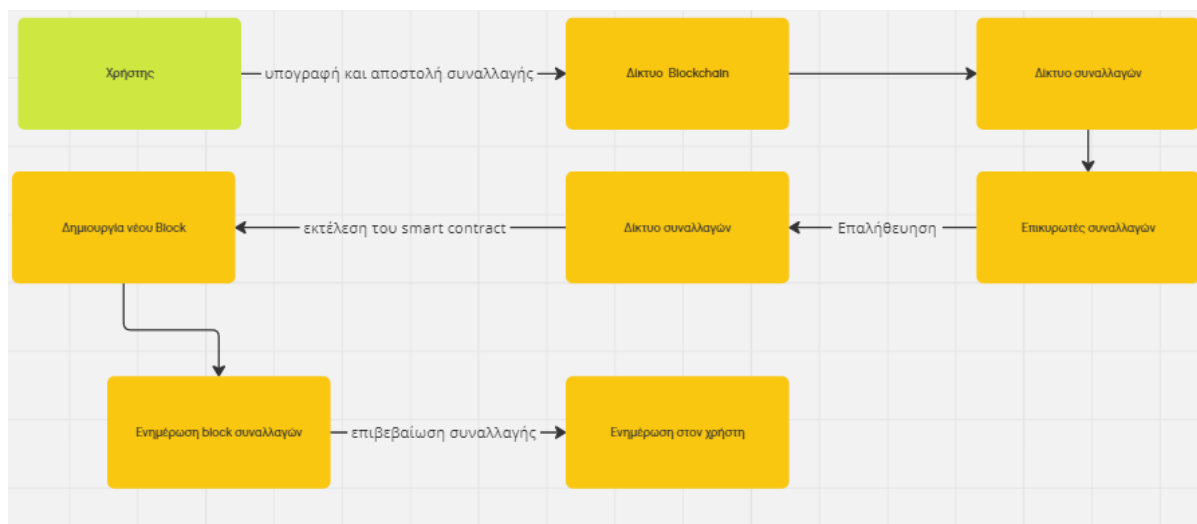 Χρήστης
υπογραφή και αποστολή συναλλαγής
Δίκτυο Blockchain
Δίκτυο συναλλαγών
Επικυρωτές συναλλαγών
Επαλήθευηση
Δίκτυο συναλλαγών
εκτέλεση του smart contract
Δημιουργία νέου Block
Ενημέρωση block συναλλαγών
επιβεβαίωση συναλλαγής
Ενημέρωση στον χρήστη